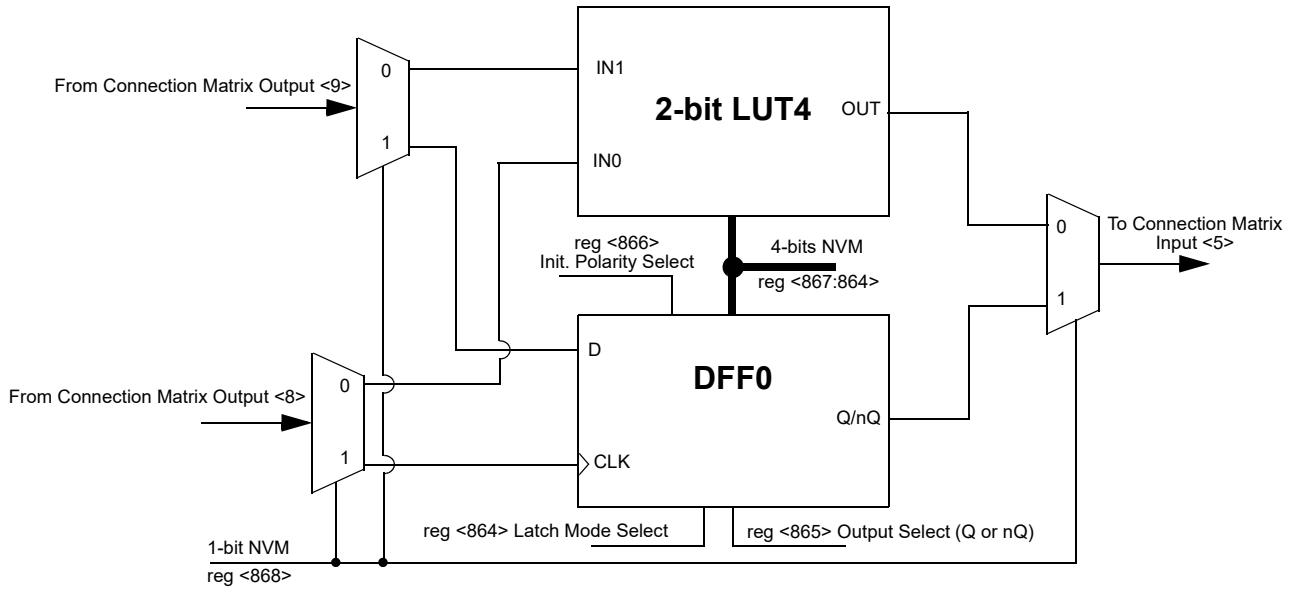 0
IN1
From Connection Matrix Output <9>
2-bit LUT4
OUT
1
IN0
To Connection Matrix
Input <5>
0
reg <866>
Init. Polarity Select
4-bits NVM
reg <867:864>
1
D
DFF0
0
From Connection Matrix Output <8>
Q/nQ
1
CLK
reg <864> Latch Mode Select
reg <865> Output Select (Q or nQ)
1-bit NVM
reg <868>